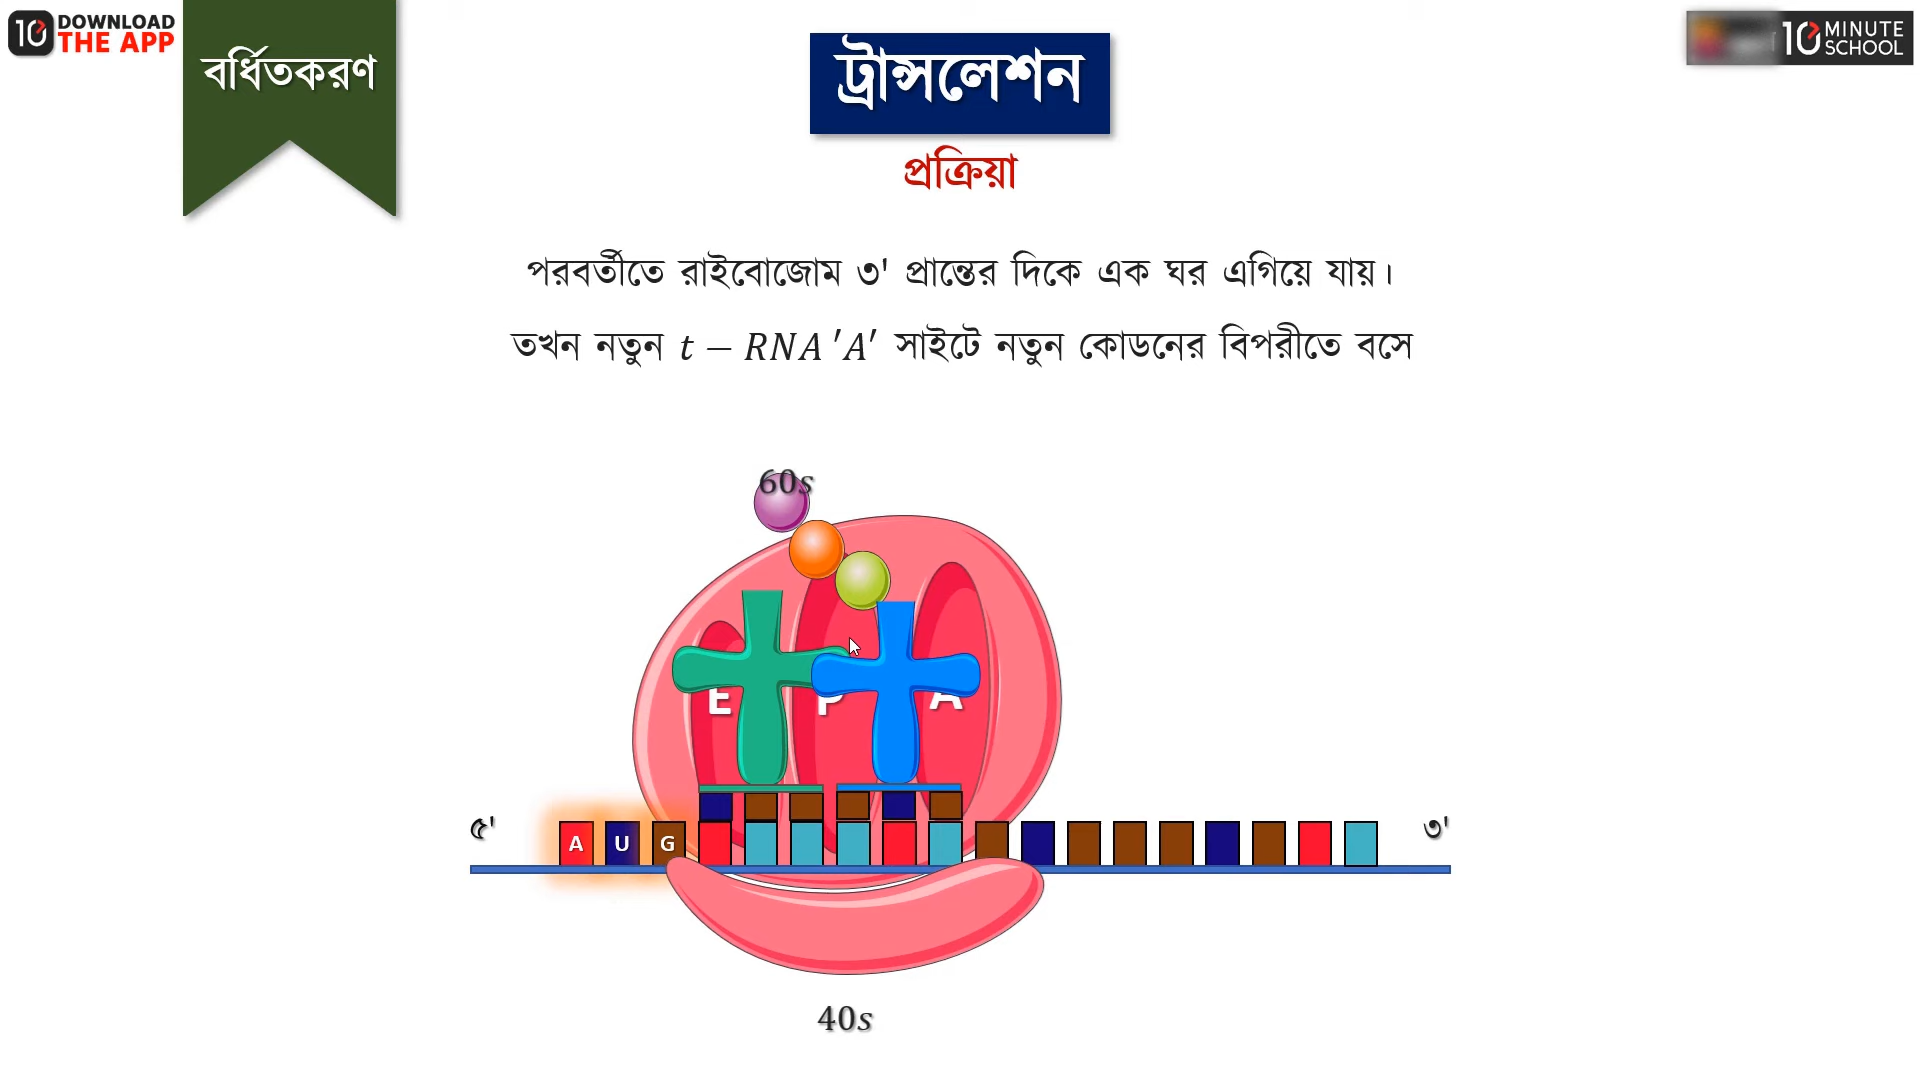 DOWNLOAD
THE APP
বর্ধিতকরণ
ট্রান্সলেশন
10 MINUTE
SCHOOL
প্রক্রিয়া
পরবর্তীতে রাইবোজোম ৩' প্রান্তের দিকে এক ঘর এগিয়ে যায়।
তখন নতুন t – RNA 'A' সাইটে নতুন কোডনের বিপরীতে বসে
60s
E P A
৫'
A U G
৩'
40s